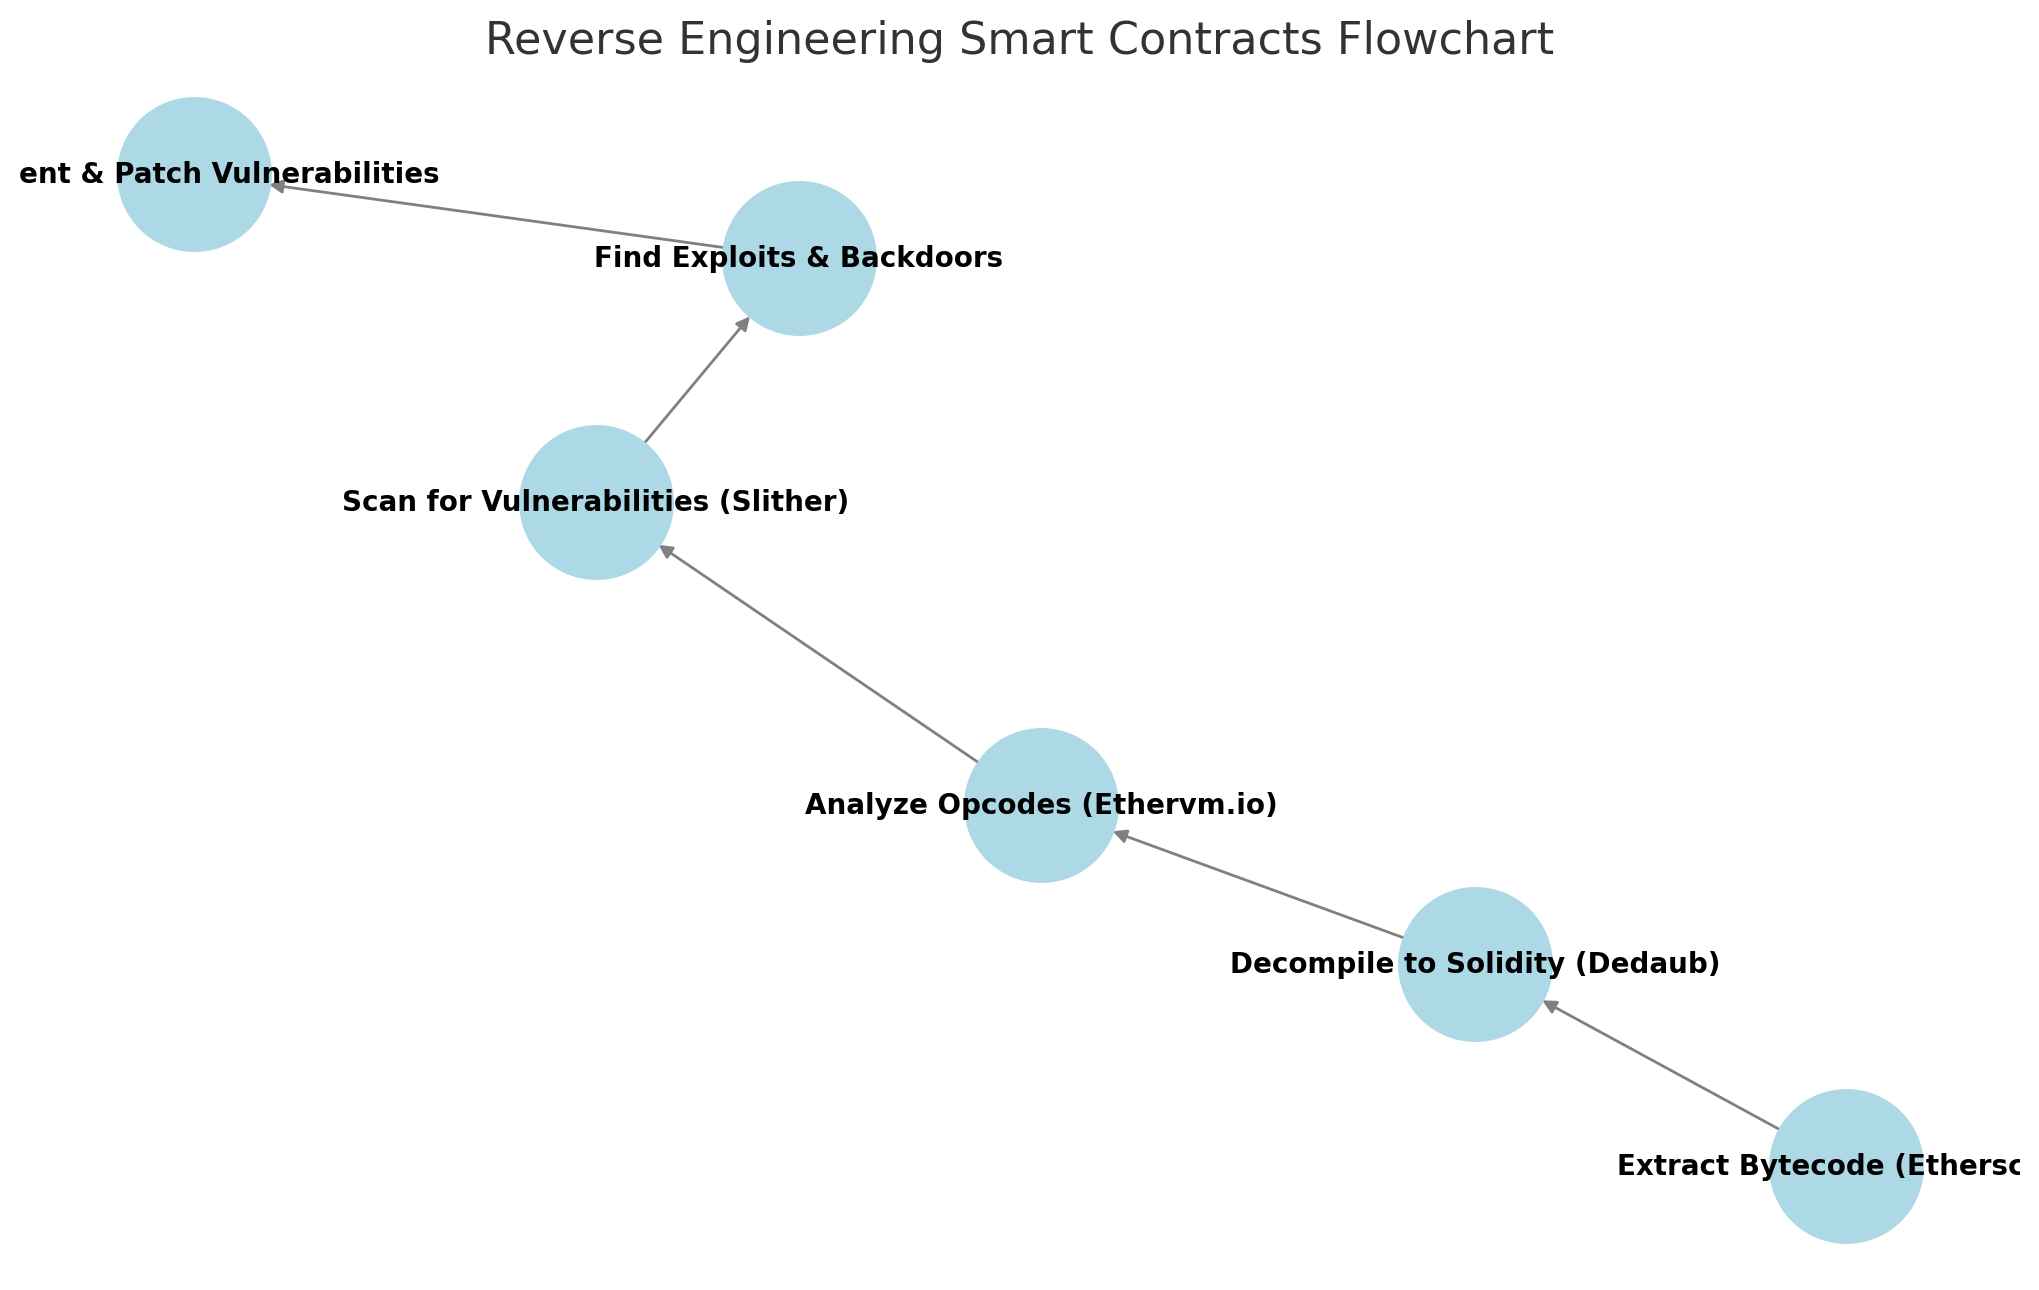 Reverse Engineering Smart Contracts Flowchart
ent & Patch Vulnerabilities
Find Exploits & Backdoors
Scan for Vulnerabilities (Slither)
Analyze Opcodes (Ethervm.io)
Decompile to Solidity (Dedaub)
Extract Bytecode (Ethersc